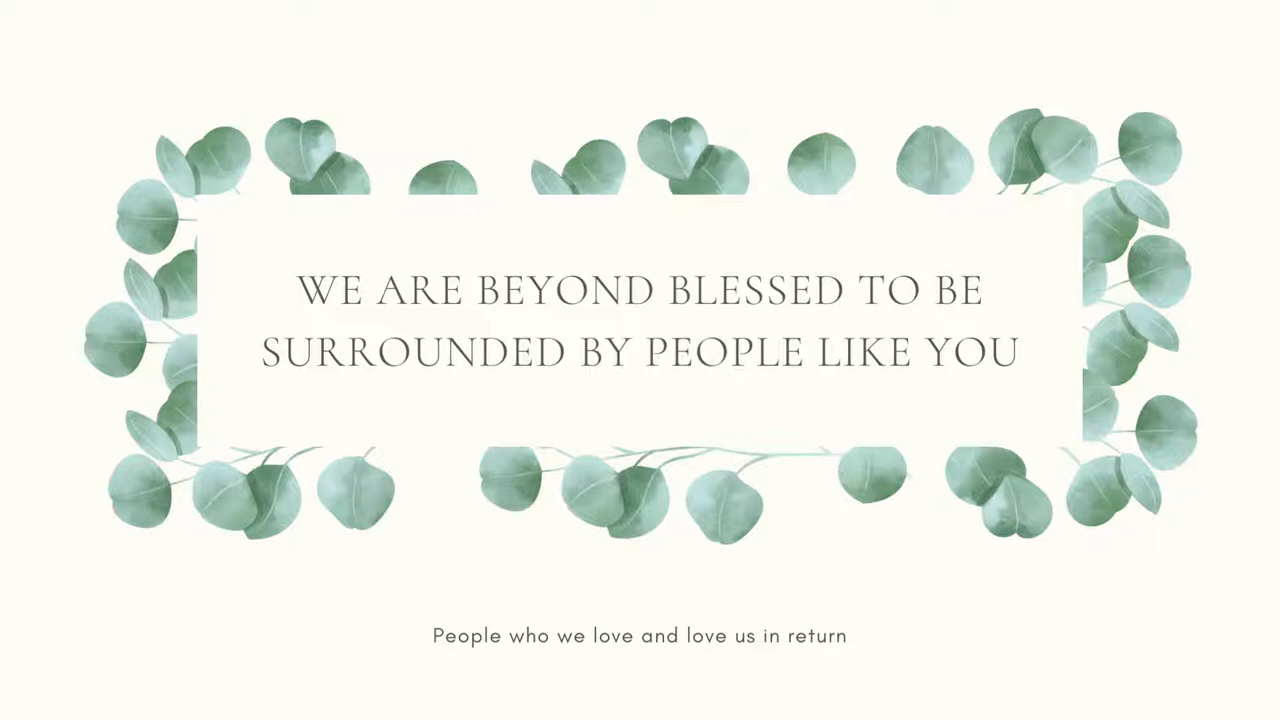 WE ARE BEYOND BLESSED TO BE
SURROUNDED BY PEOPLE LIKE YOU
People who we love and love us in return